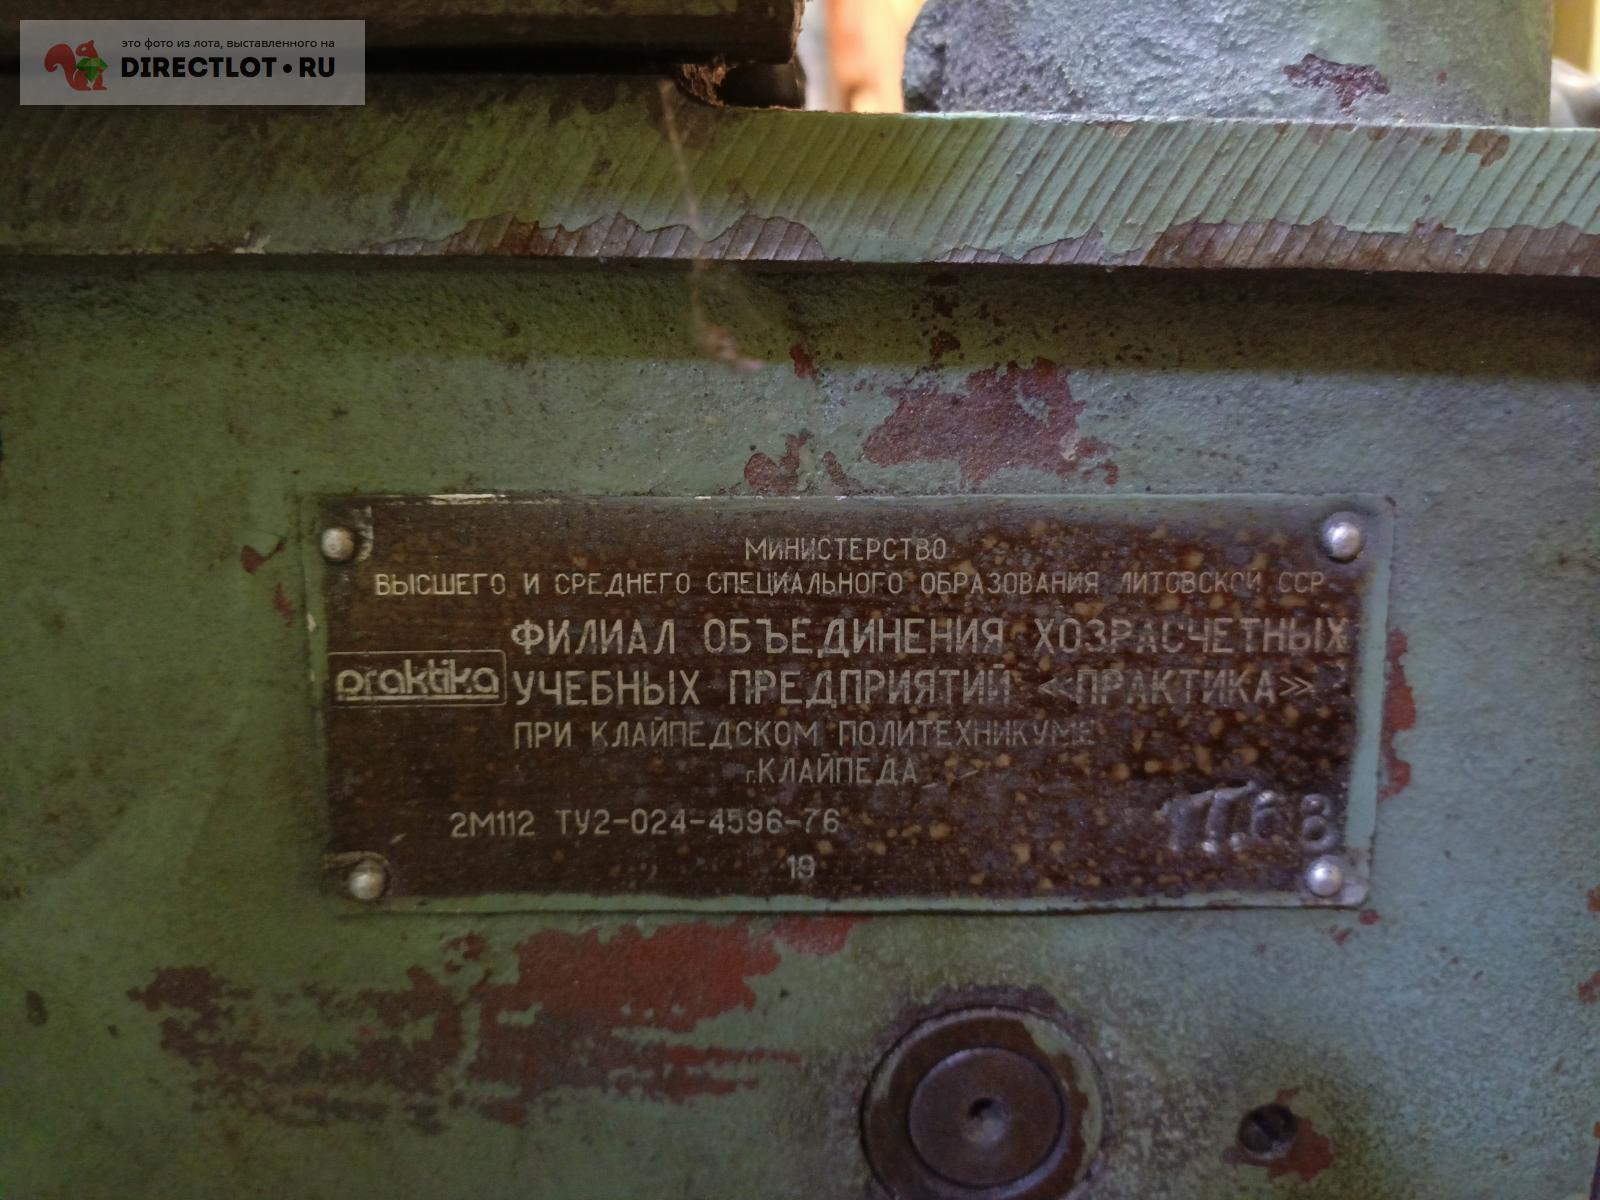 это фото из лота, выставленного на
DIRECTLOT•RU
МИНИСТЕРСТВО
ВЫСШЕГО И СРЕДНЕГО СПЕЦИАЛЬНОГО ОБРАЗОВАНИЯ ЛИТОВСКОЙ ССР
ФИЛИАЛ ОБЪЕДИНЕНИЯ ХОЗРАСЧЕТНЫХ
praktika УЧЕБНЫХ ПРЕДПРИЯТИЙ «ПРАКТИКА»
ПРИ КЛАЙПЕДСКОМ ПОЛИТЕХНИКУМЕ
г.КЛАЙПЕДА
2М112 ТУ2-024-4596-76
19